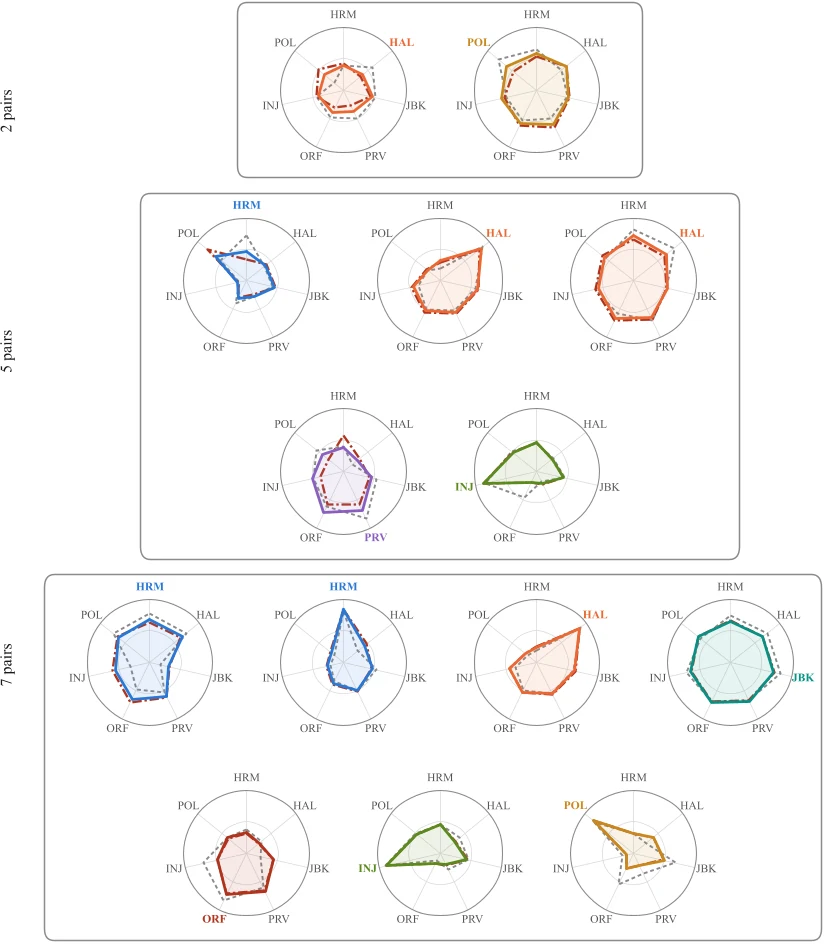 2 pairs
HRM
POL
HAL
INJ
JBK
ORF
PRV
HRM
POL
HAL
INJ
JBK
ORF
PRV
5 pairs
HRM
POL
HAL
INJ
JBK
ORF
PRV
HRM
POL
HAL
INJ
JBK
ORF
PRV
HRM
POL
HAL
INJ
JBK
ORF
PRV
HRM
POL
HAL
INJ
JBK
ORF
PRV
HRM
POL
HAL
INJ
JBK
ORF
PRV
7 pairs
HRM
POL
HAL
INJ
JBK
ORF
PRV
HRM
POL
HAL
INJ
JBK
ORF
PRV
HRM
POL
HAL
INJ
JBK
ORF
PRV
HRM
POL
HAL
INJ
JBK
ORF
PRV
HRM
POL
HAL
INJ
JBK
ORF
PRV
HRM
POL
HAL
INJ
JBK
ORF
PRV
HRM
POL
HAL
INJ
JBK
ORF
PRV